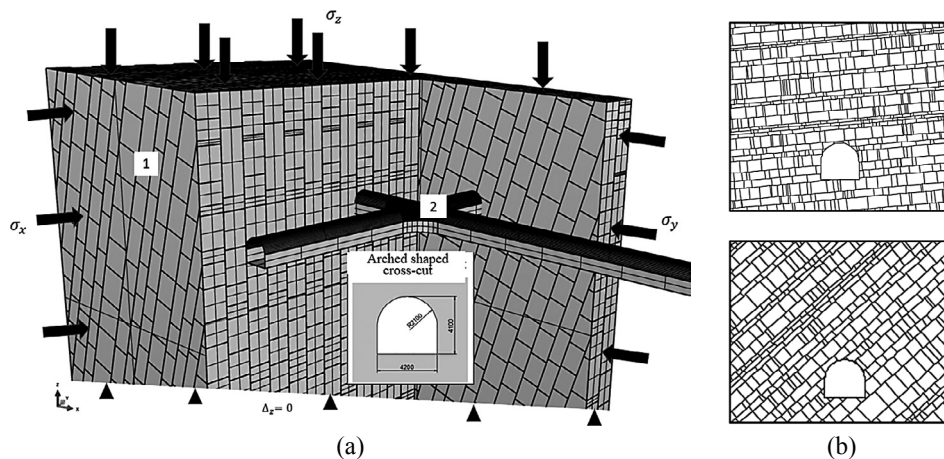 σz
1
σx
2
σy
Arched shaped
cross-cut
R2100
4100
4200
z
Y
x
Δz= 0
(a)
(b)